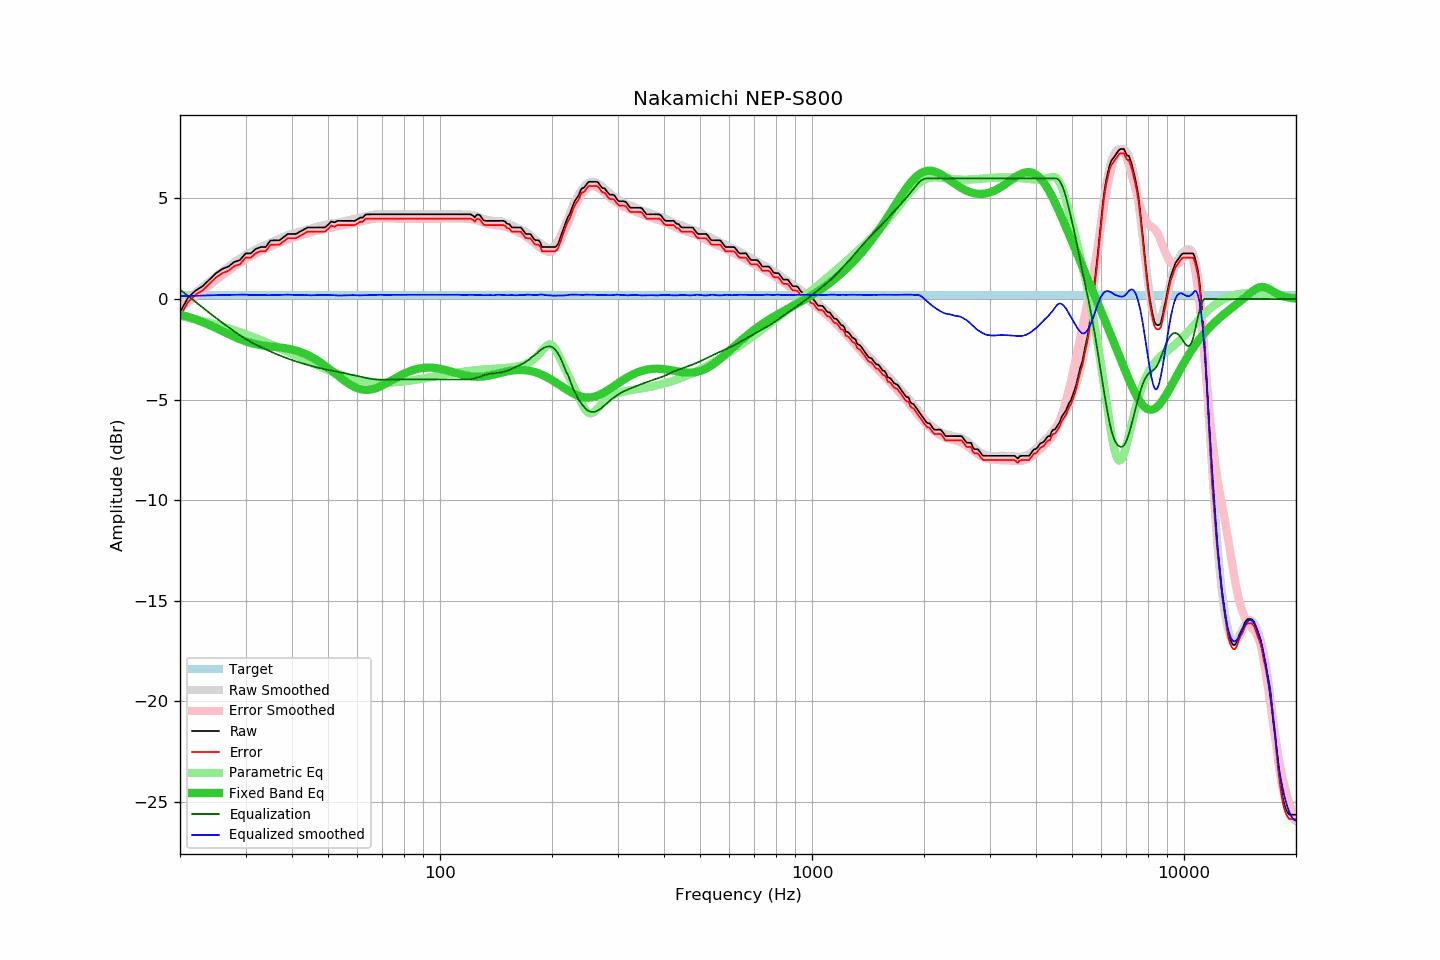 Nakamichi NEP-S800
5
0
−5
−10
−15
−20
−25
Amplitude (dBr)
Target
Raw Smoothed
Error Smoothed
Raw
Error
Parametric Eq
Fixed Band Eq
Equalization
Equalized smoothed
100 1000 10000
Frequency (Hz)